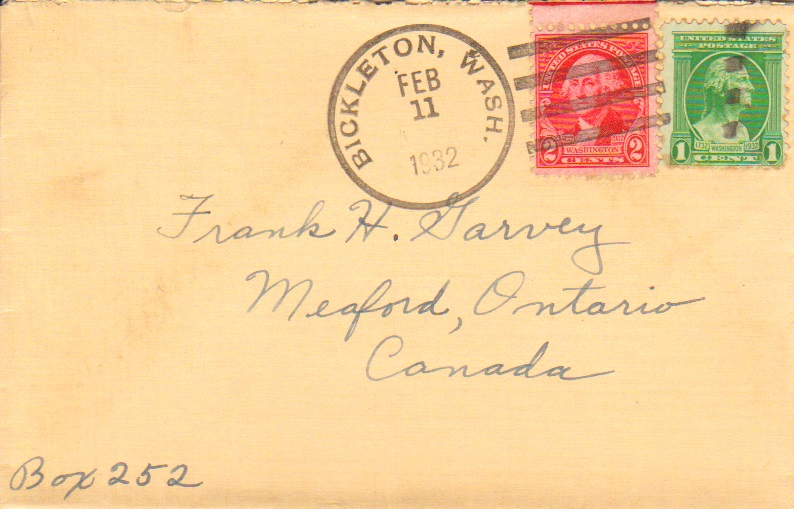 BICKLETON, WASH.
FEB
11
1932
UNITED STATES POSTAGE
2 WASHINGTON 2
CENTS
UNITED STATES
POSTAGE
1732 WASHINGTON 1932
1 CENT 1
Frank H. Garvey
Meaford, Ontario
Canada
Box 252